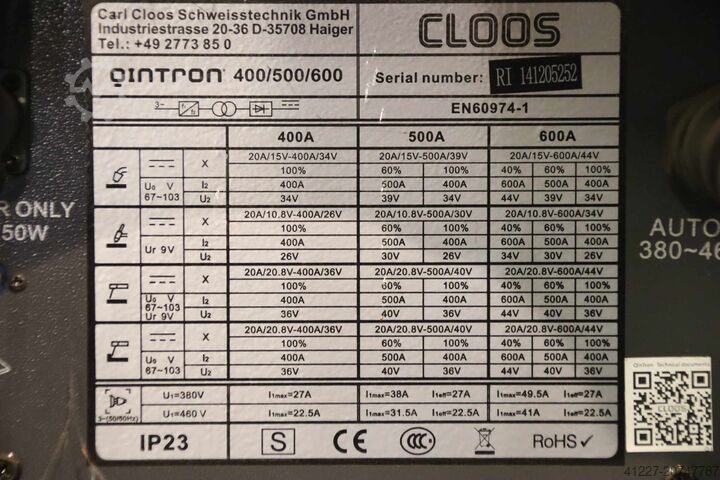 Carl Cloos Schweisstechnik GmbH
Industriestrasse 20-36 D-35708 Haiger
Tel.: +49 2773 85 0
CLOOS
QINTRON 400/500/600
Serial number: RI 141205252
3~ f₁ f₂
EN60974-1
400A 500A 600A
20A/15V-400A/34V 20A/15V-500A/39V 20A/15V-600A/44V
X 100% 60% 100% 40% 60% 100%
U₀ V 67~103 I₂ 400A 500A 400A 600A 500A 400A
U₂ 34V 39V 34V 44V 39V 34V
20A/10.8V-400A/26V 20A/10.8V-500A/30V 20A/10.8V-600A/34V
X 100% 60% 100% 40% 60% 100%
Ur 9V I₂ 400A 500A 400A 600A 500A 400A
U₂ 26V 30V 26V 34V 30V 26V
20A/20.8V-400A/36V 20A/20.8V-500A/40V 20A/20.8V-600A/44V
X 100% 60% 100% 40% 60% 100%
U₀ V 67~103 Ur 9V I₂ 400A 500A 400A 600A 500A 400A
U₂ 36V 40V 36V 44V 40V 36V
20A/20.8V-400A/36V 20A/20.8V-500A/40V 20A/20.8V-600A/44V
X 100% 60% 100% 40% 60% 100%
U₀ V 67~103 I₂ 400A 500A 400A 600A 500A 400A
U₂ 36V 40V 36V 44V 40V 36V
U₁=380V I₁max=27A I₁max=38A I₁eff=27A I₁max=49.5A I₁eff=27A
3~(50/60Hz) U₁=460 V I₁max=22.5A I₁max=31.5A I₁eff=22.5A I₁max=41A I₁eff=22.5A
IP23 S CE CCC RoHS✓
R ONLY
50W
AUTO
380~46
QinTron Technical documents
CLOOS